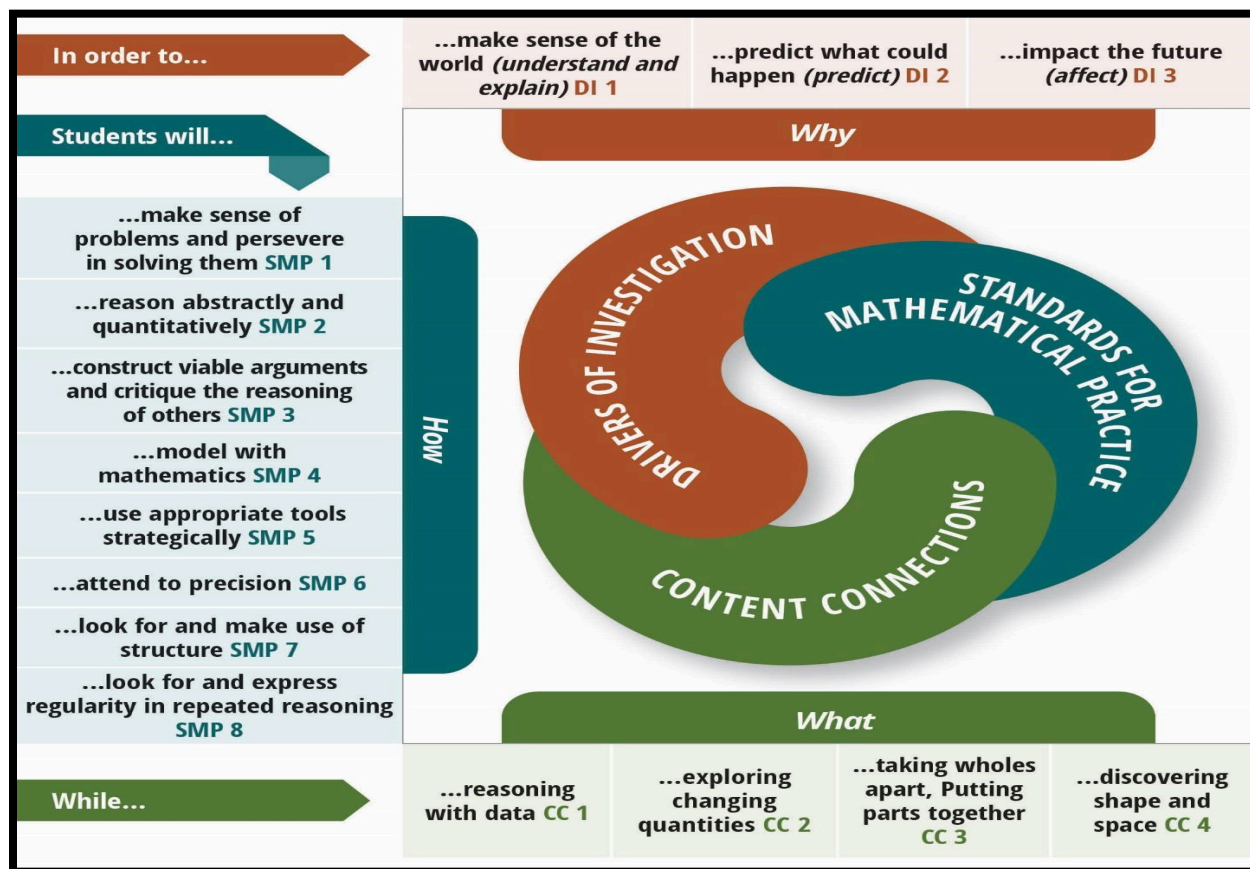 In order to...
...make sense of the
world (understand and
explain) DI 1
...predict what could
happen (predict) DI 2
...impact the future
(affect) DI 3
Students will...
Why
...make sense of
problems and persevere
in solving them SMP 1
...reason abstractly and
quantitatively SMP 2
...construct viable arguments
and critique the reasoning
of others SMP 3
...model with
mathematics SMP 4
...use appropriate tools
strategically SMP 5
...attend to precision SMP 6
...look for and make use of
structure SMP 7
...look for and express
regularity in repeated reasoning
SMP 8
How
DRIVERS OF INVESTIGATION
STANDARDS FOR
MATHEMATICAL PRACTICE
CONTENT CONNECTIONS
What
While...
...reasoning
with data CC 1
...exploring
changing
quantities CC 2
...taking wholes
apart, Putting
parts together
CC 3
...discovering
shape and
space CC 4